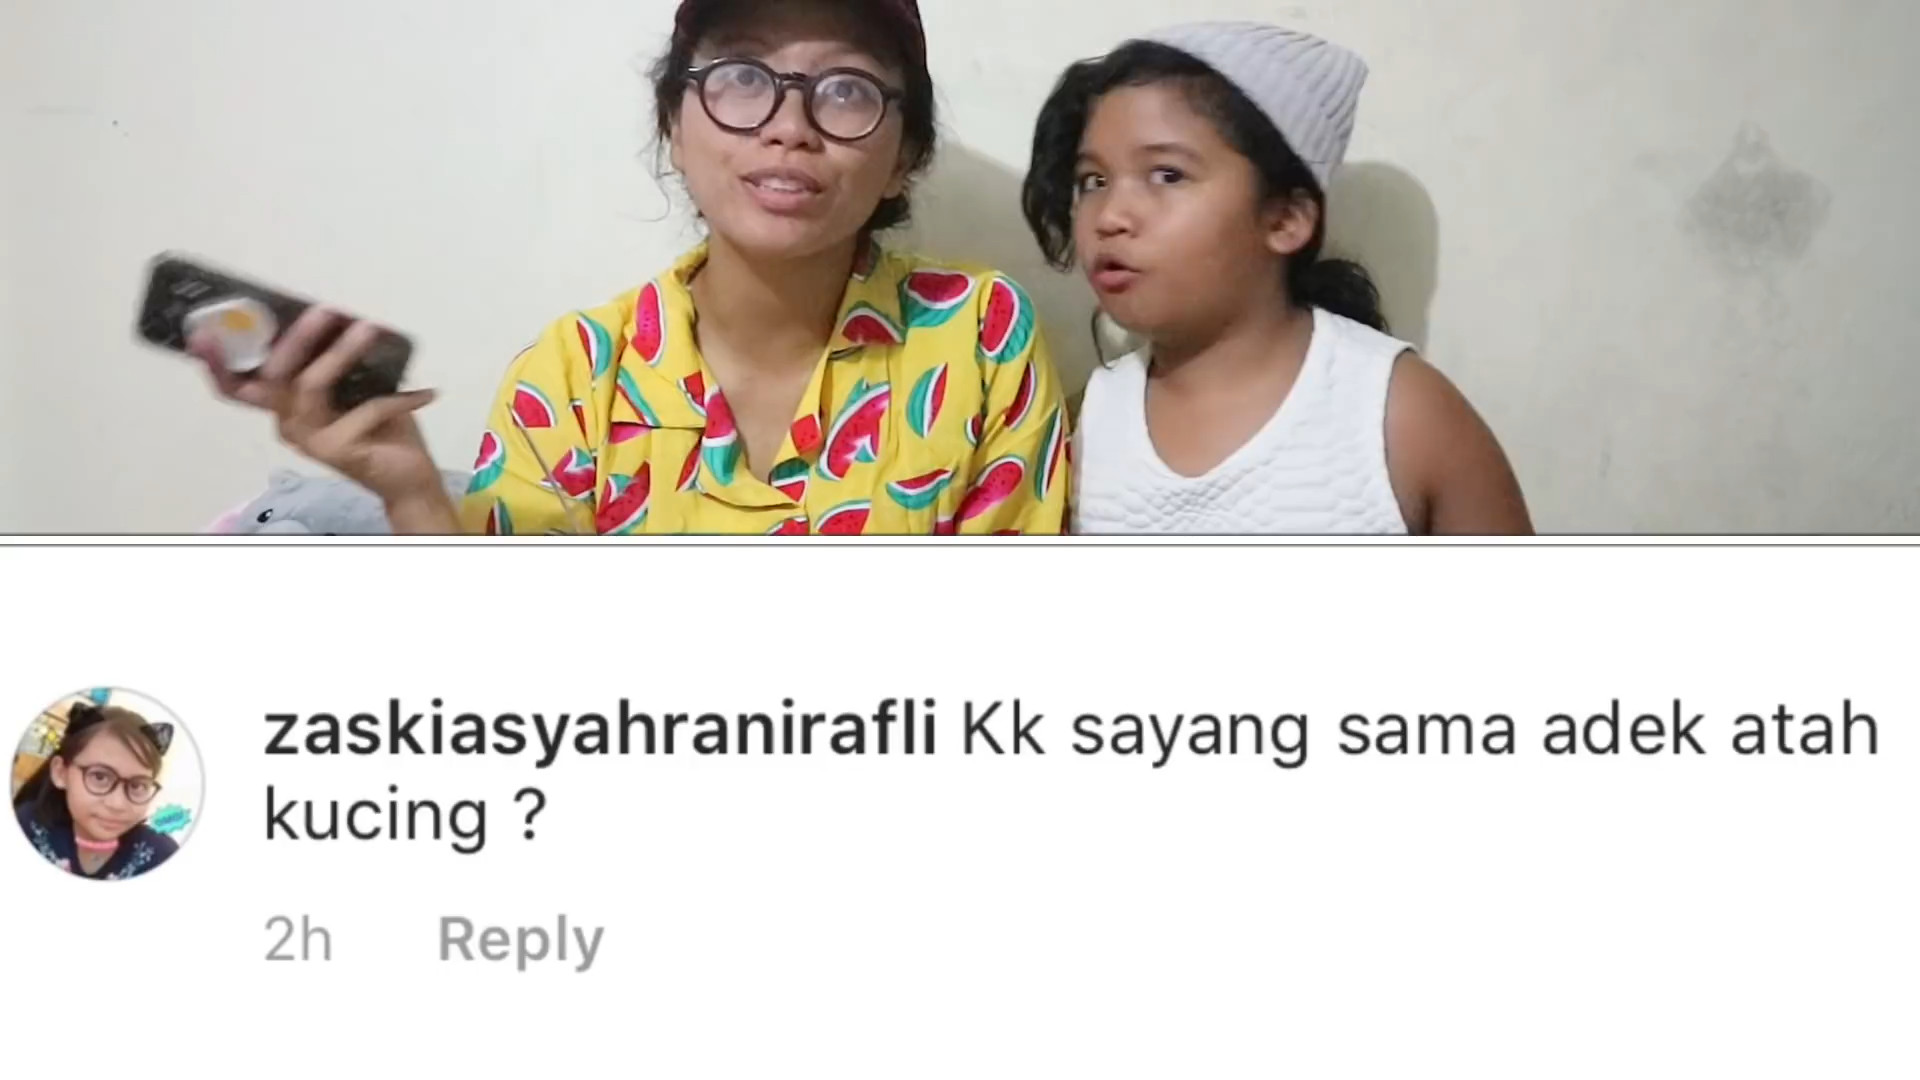 zaskiasyahranirafli Kk sayang sama adek atah
kucing ?
2h Reply